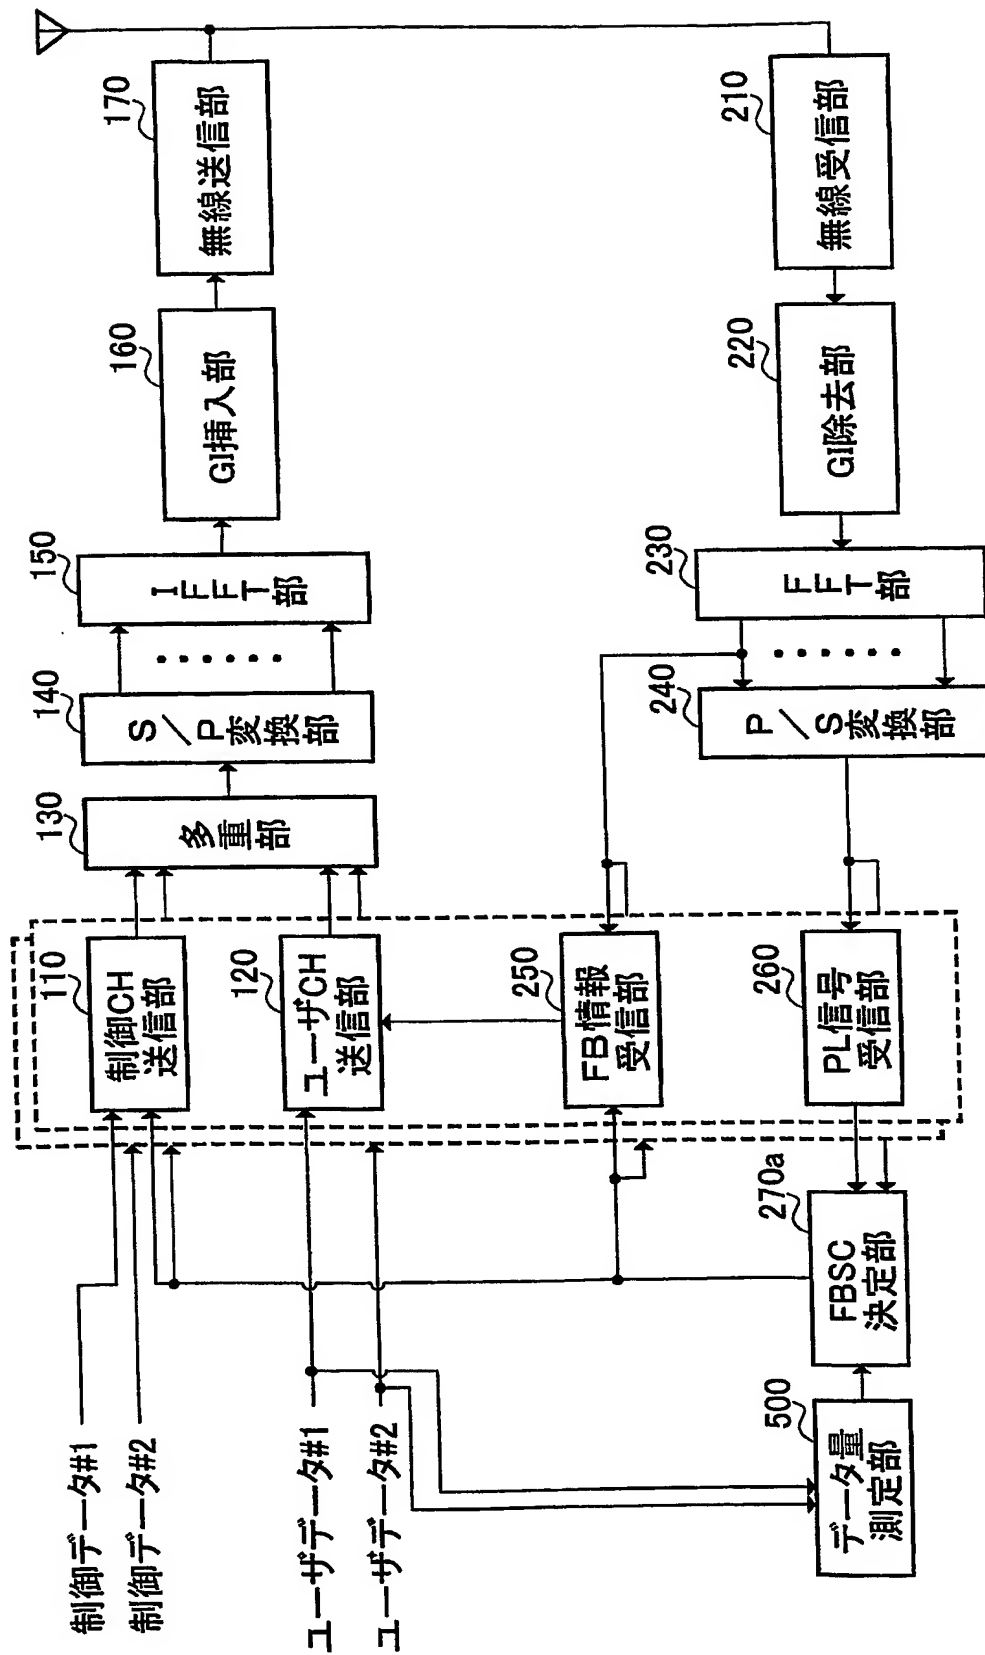 制御データ#1
制御データ#2
ユーザデータ#1
ユーザデータ#2
110
制御CH
送信部
120
ユーザCH
送信部
130
多重部
140
S/P変換部
150
IFFT部
160
GI挿入部
170
無線送信部
210
無線受信部
220
GI除去部
230
FFT部
240
P/S変換部
250
FB情報
受信部
260
PL信号
受信部
270a
FBSC
決定部
500
データ量
測定部